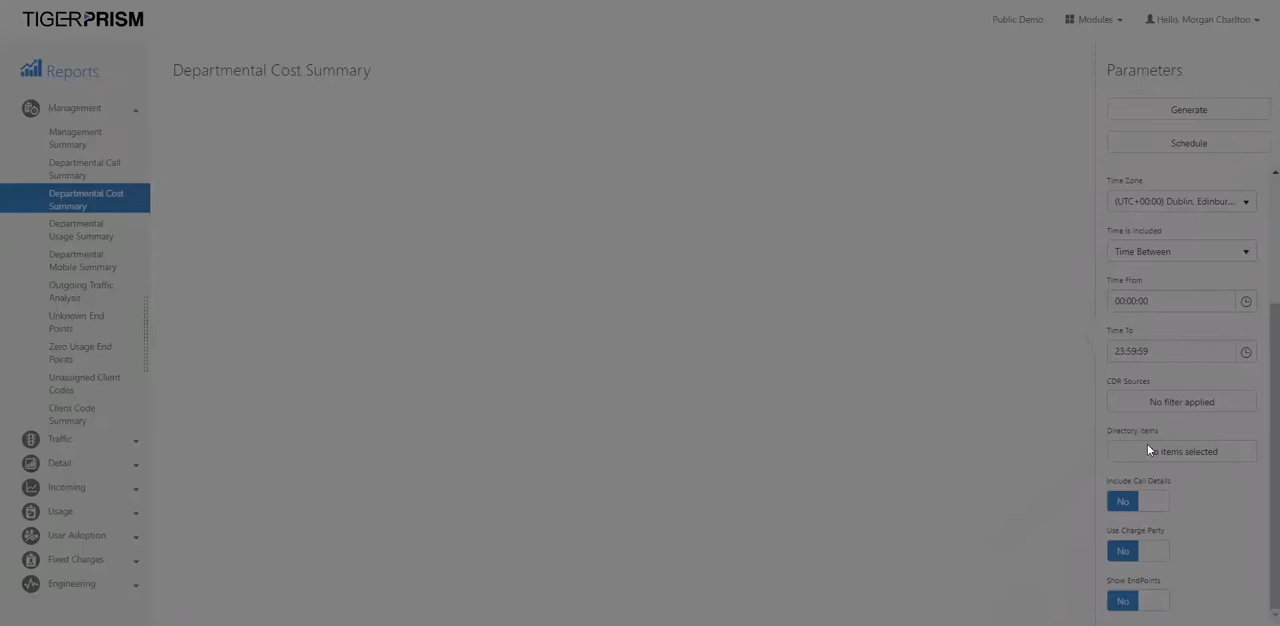 TIGER PRISM
Public Demo
Modules
Hello, Morgan Charlton
Reports
Management
Management
Summary
Departmental Call
Summary
Departmental Cost
Summary
Departmental
Usage Summary
Departmental
Mobile Summary
Outgoing Traffic
Analysis
Unknown End
Points
Zero Usage End
Points
Unassigned Client
Codes
Client Code
Summary
Traffic
Detail
Incoming
Usage
User Adoption
Fixed Charges
Engineering
Departmental Cost Summary
Parameters
Generate
Schedule
Time Zone
(UTC+00:00) Dublin, Edinbur...
Time Is Included
Time Between
Time From
00:00:00
Time To
23:59:59
CDR Sources
No filter applied
Directory Items
No items selected
Include Call Details
No
Use Charge Party
No
Show EndPoints
No